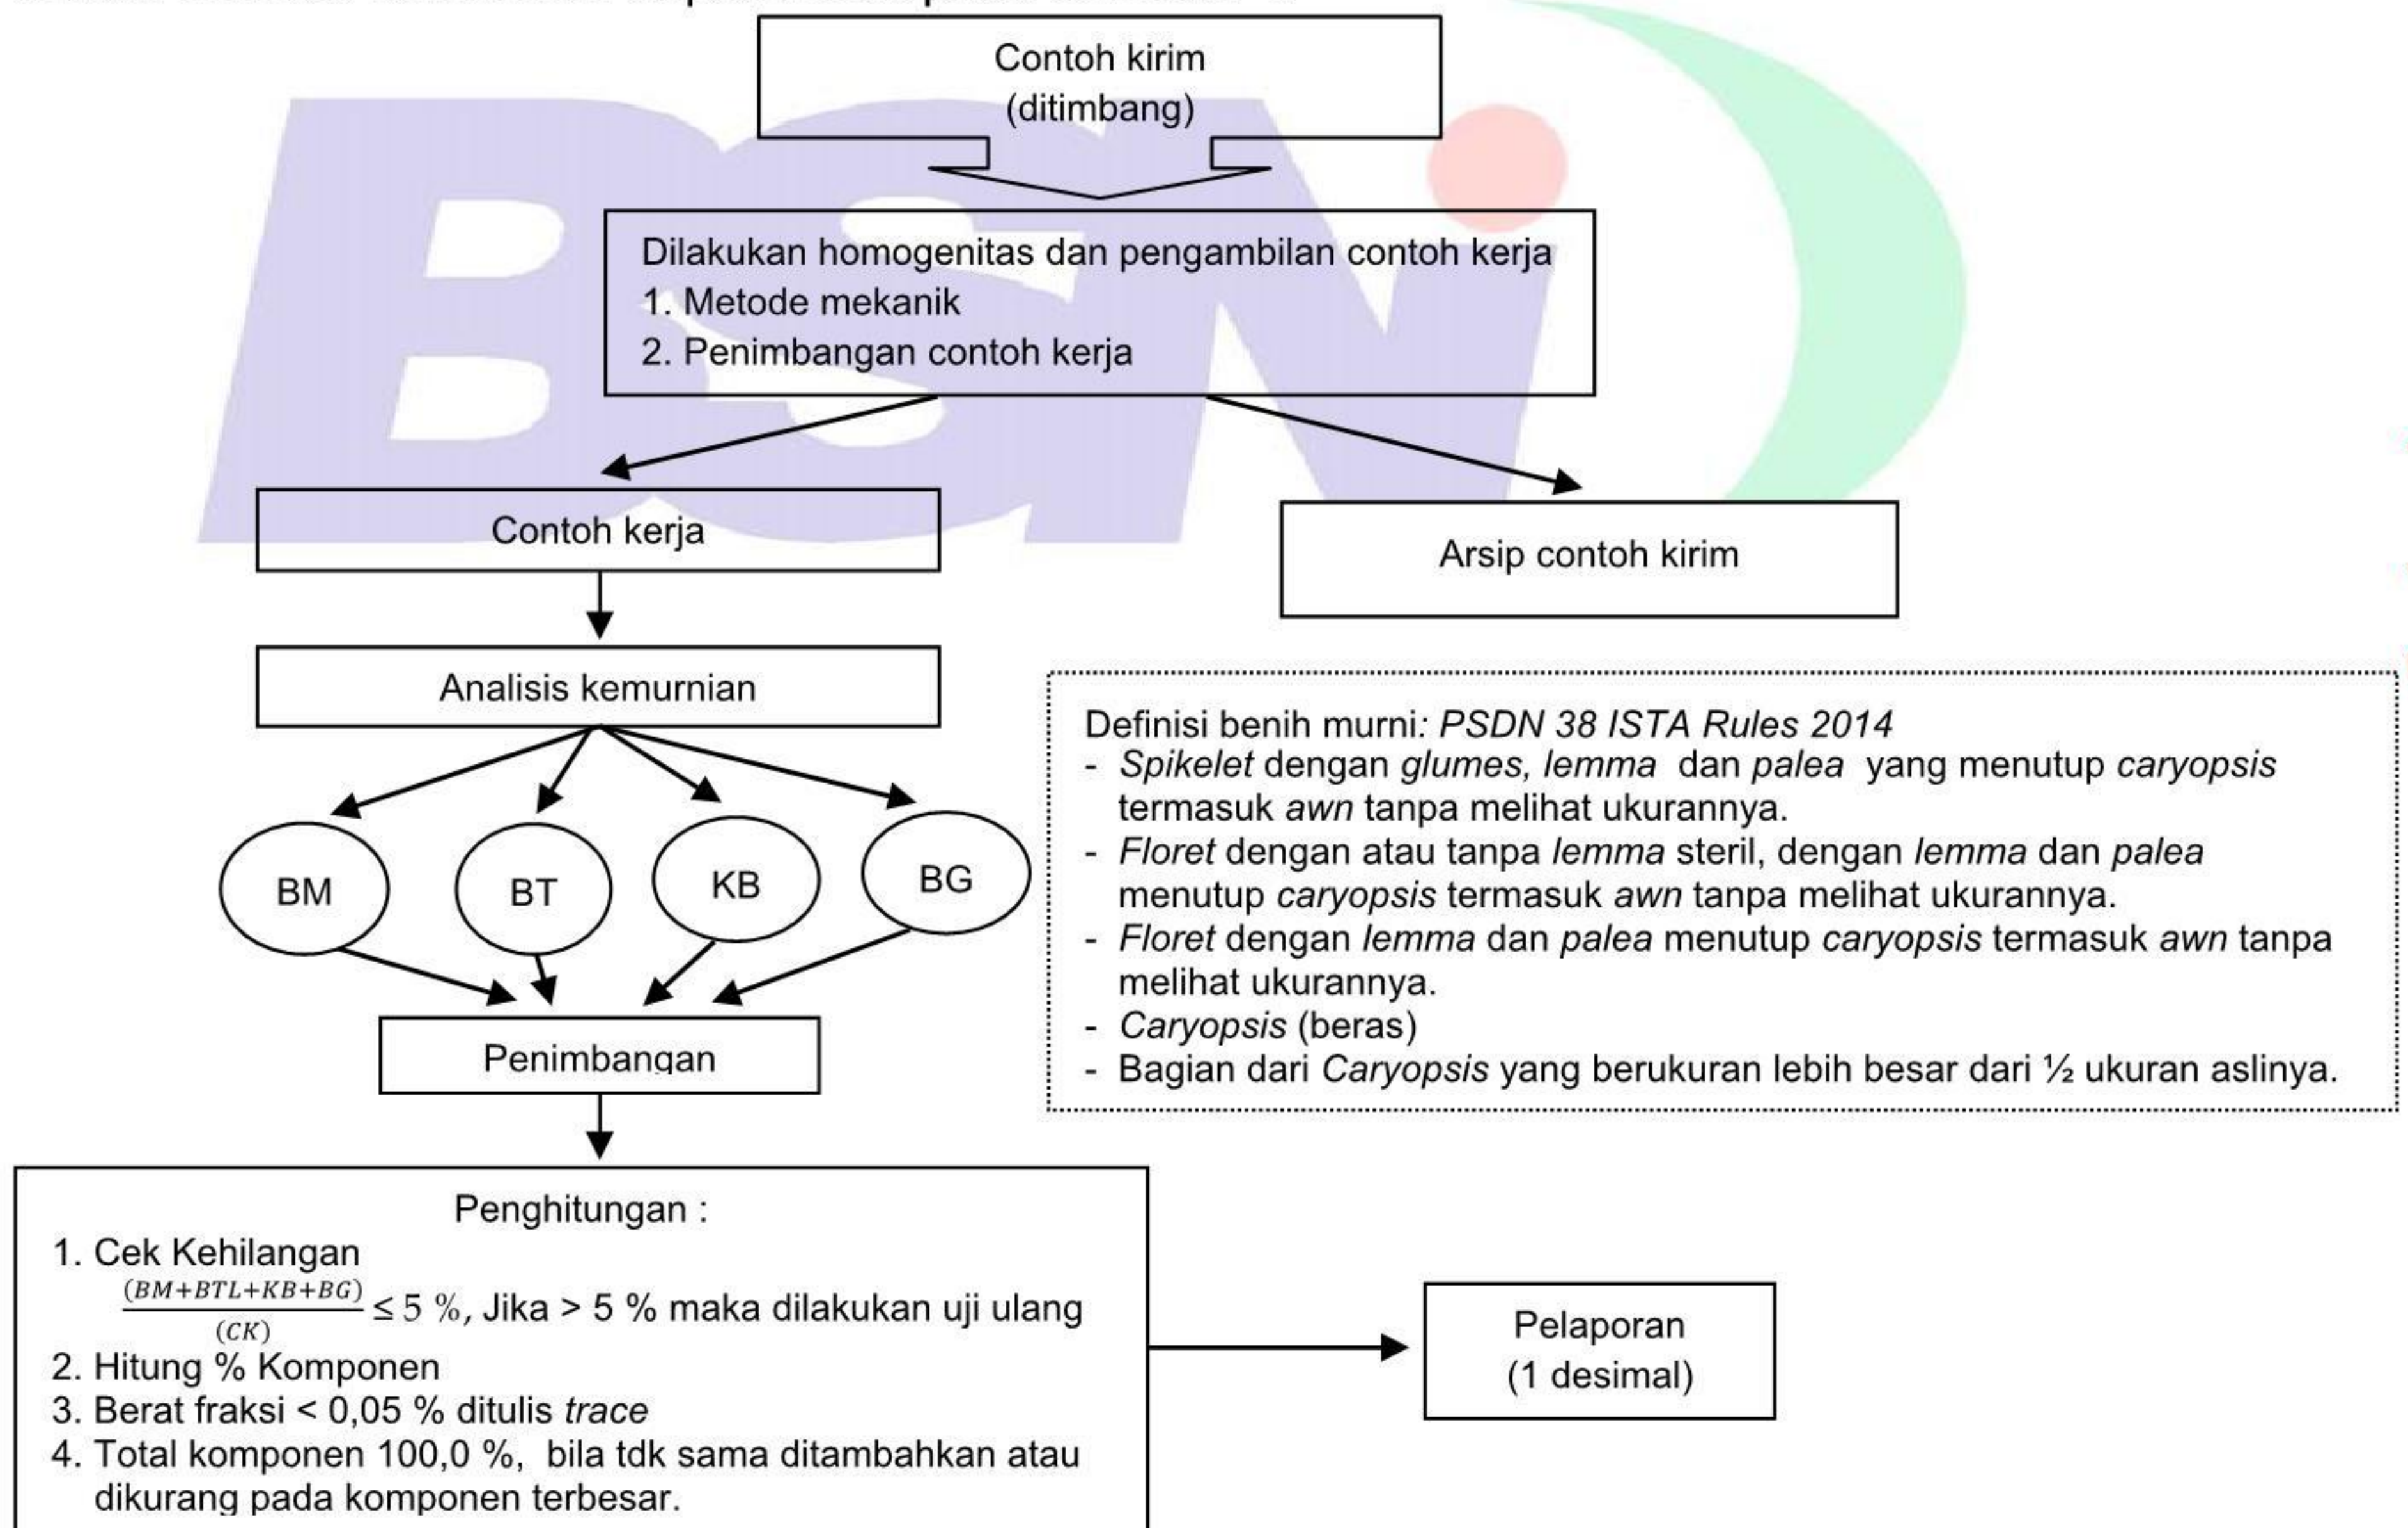 Contoh kirim
(ditimbang)
Dilakukan homogenitas dan pengambilan contoh kerja
1. Metode mekanik
2. Penimbangan contoh kerja
Contoh kerja
Arsip contoh kirim
Analisis kemurnian
BM
BT
KB
BG
Definisi benih murni: PSDN 38 ISTA Rules 2014
- Spikelet dengan glumes, lemma dan palea yang menutup caryopsis
termasuk awn tanpa melihat ukurannya.
- Floret dengan atau tanpa lemma steril, dengan lemma dan palea
menutup caryopsis termasuk awn tanpa melihat ukurannya.
- Floret dengan lemma dan palea menutup caryopsis termasuk awn tanpa
melihat ukurannya.
- Caryopsis (beras)
- Bagian dari Caryopsis yang berukuran lebih besar dari ½ ukuran aslinya.
Penimbangan
Penghitungan :
1. Cek Kehilangan
(BM+BTL+KB+BG)
(CK)
≤ 5 %, Jika > 5 % maka dilakukan uji ulang
2. Hitung % Komponen
3. Berat fraksi < 0,05 % ditulis trace
4. Total komponen 100,0 %, bila tdk sama ditambahkan atau
dikurang pada komponen terbesar.
Pelaporan
(1 desimal)
BSN